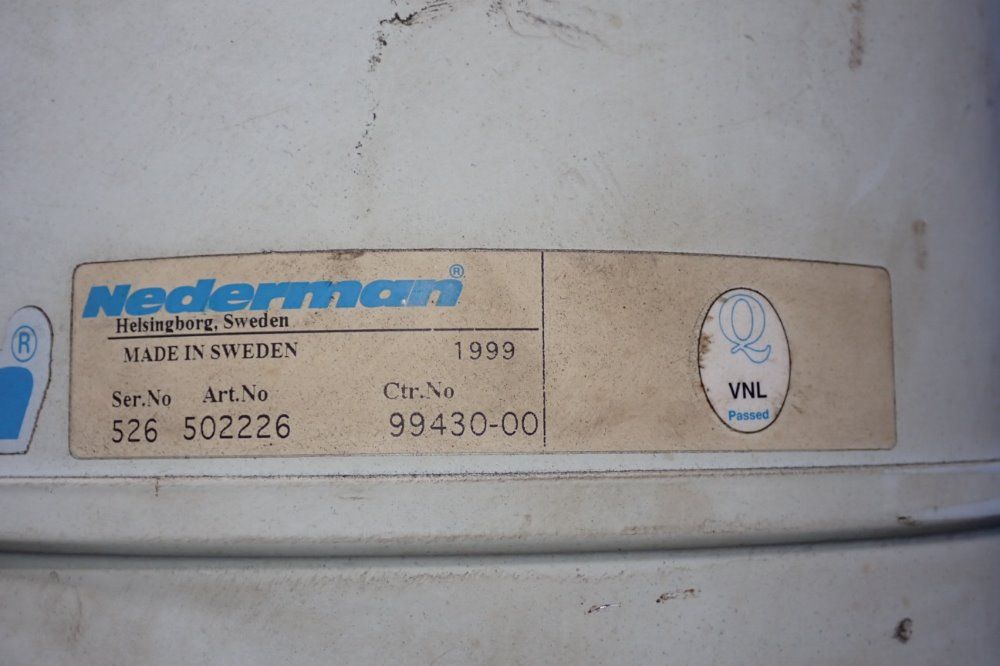 Nederman®
Helsingborg, Sweden
MADE IN SWEDEN 1999
Ser.No Art.No Ctr.No
526 502226 99430-00
Q
VNL
Passed
®